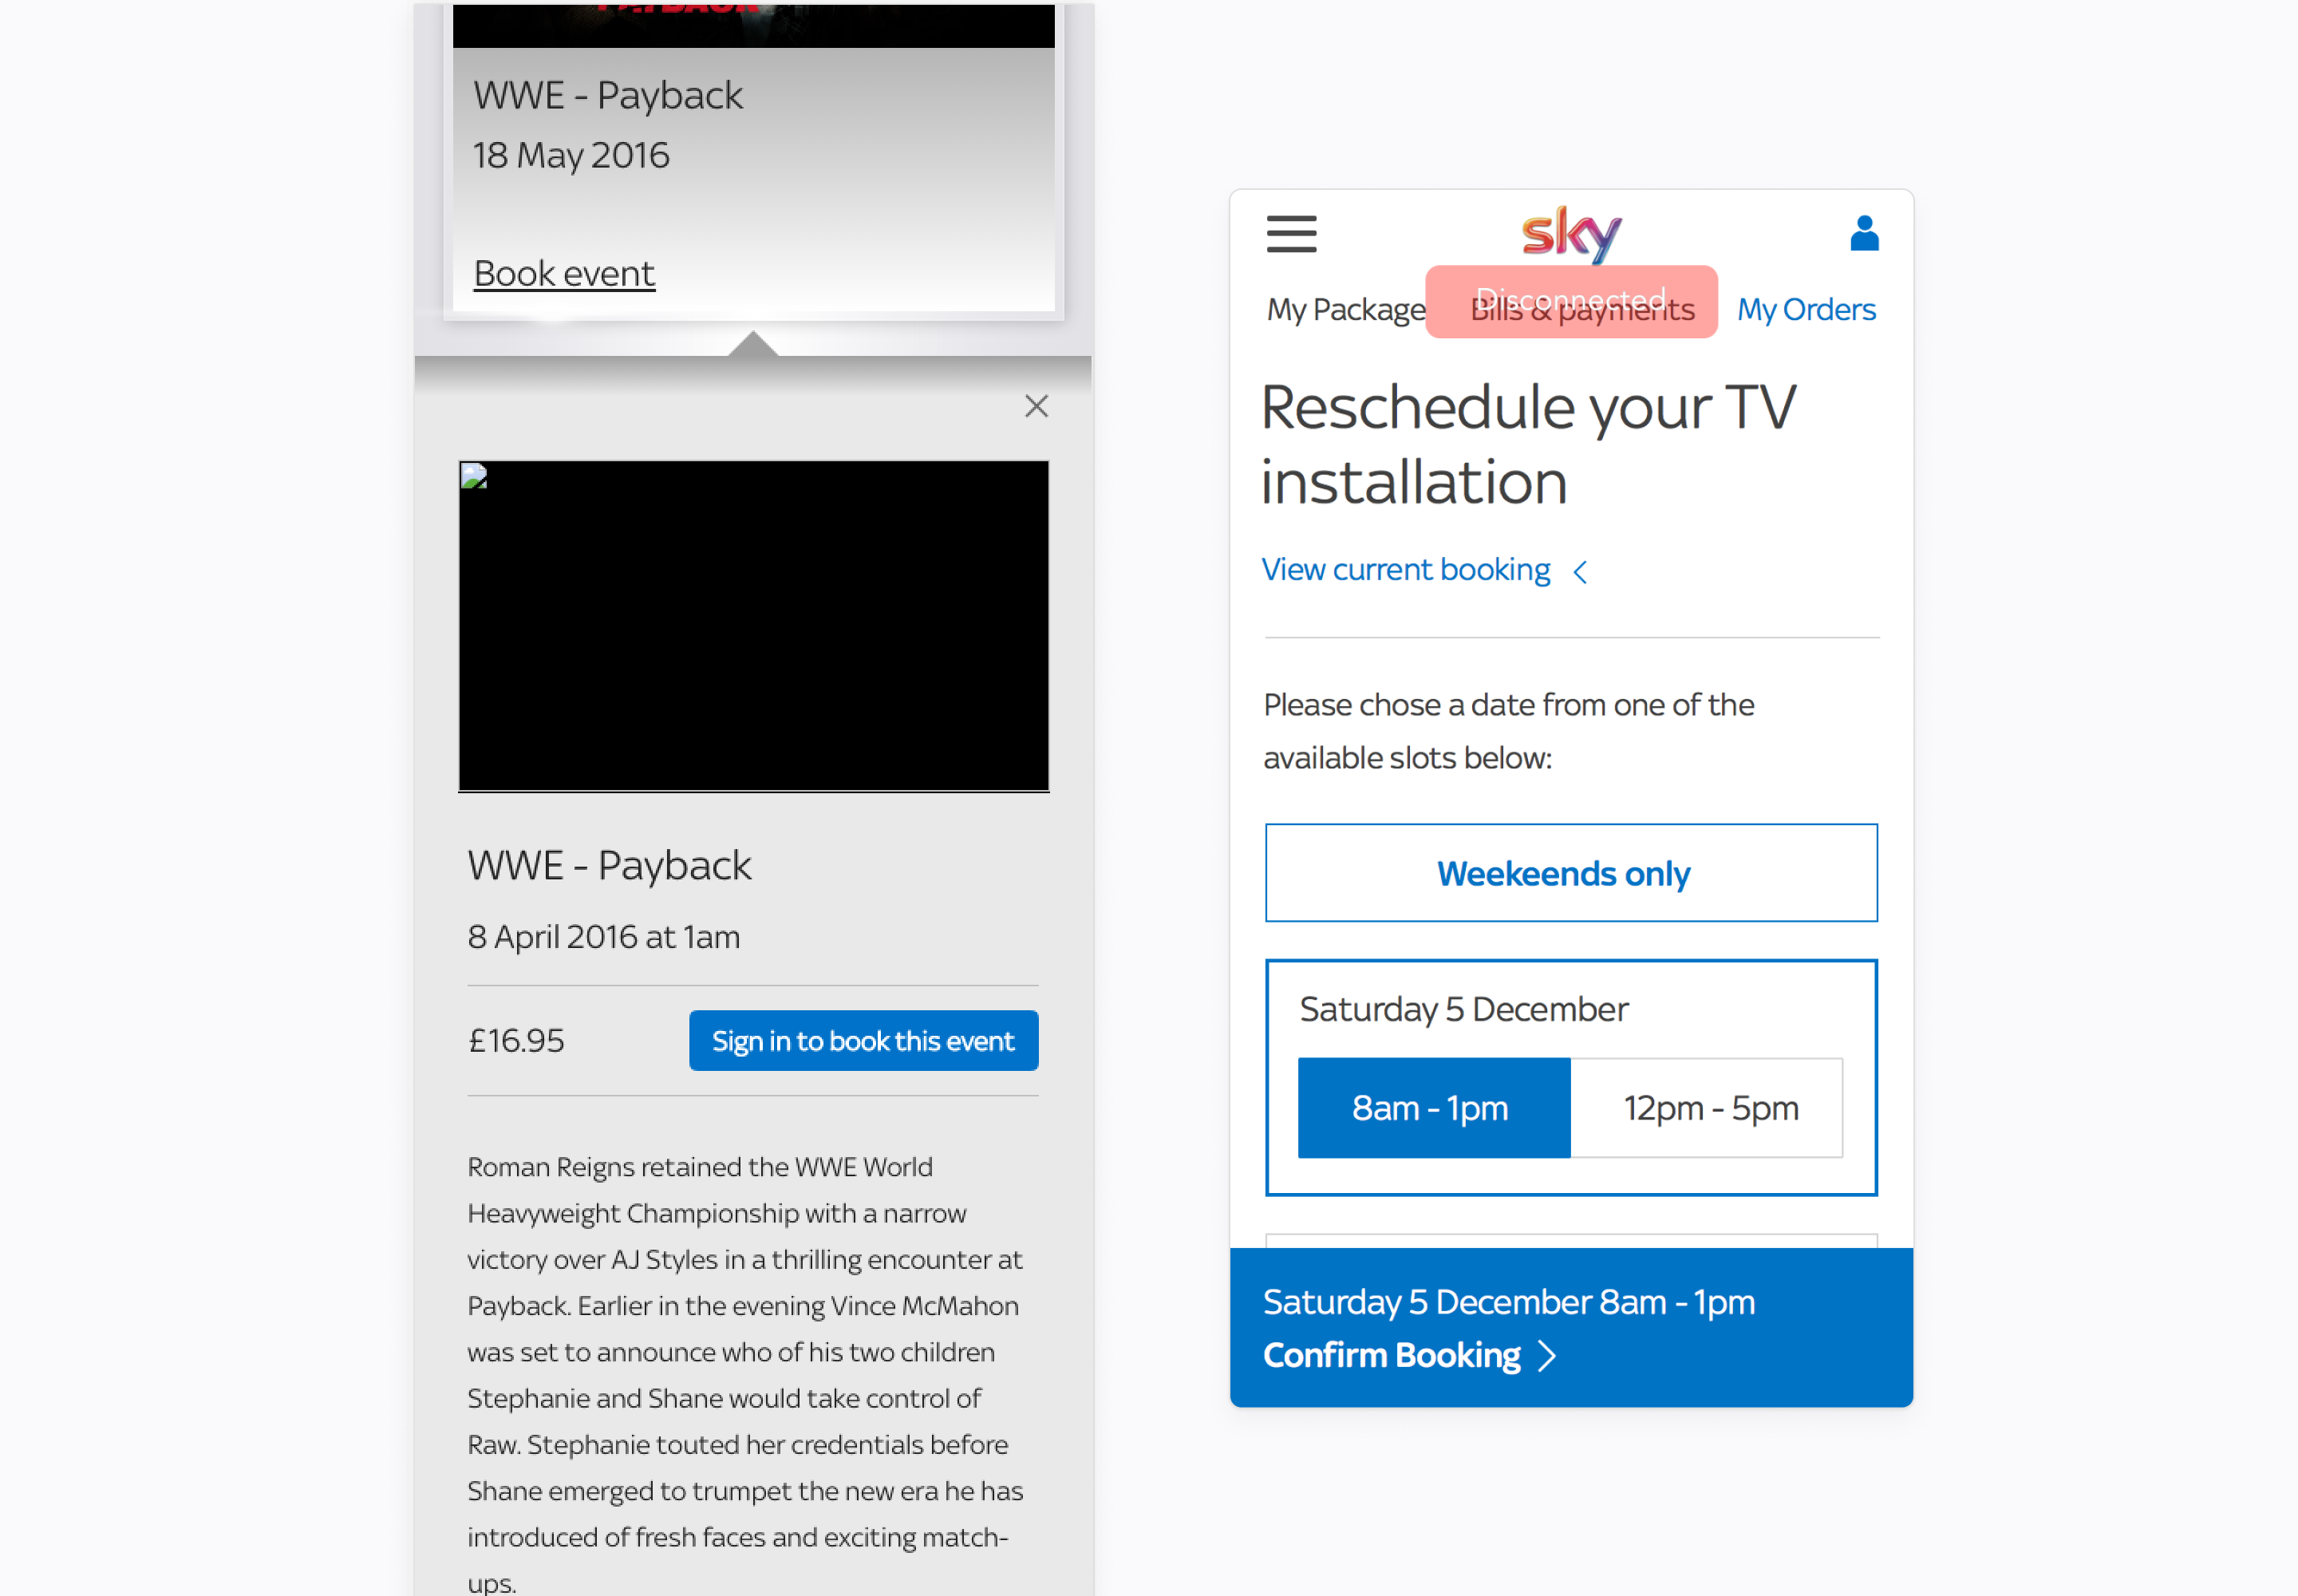 PAYBACK
WWE - Payback
18 May 2016
Book event
WWE - Payback
8 April 2016 at 1am
£16.95
Sign in to book this event
Roman Reigns retained the WWE World
Heavyweight Championship with a narrow
victory over AJ Styles in a thrilling encounter at
Payback. Earlier in the evening Vince McMahon
was set to announce who of his two children
Stephanie and Shane would take control of
Raw. Stephanie touted her credentials before
Shane emerged to trumpet the new era he has
introduced of fresh faces and exciting match-
ups.
sky
Disconnected
My Package Bills & payments My Orders
Reschedule your TV
installation
View current booking
Please chose a date from one of the
available slots below:
Weekeends only
Saturday 5 December
8am - 1pm 12pm - 5pm
Saturday 5 December 8am - 1pm
Confirm Booking